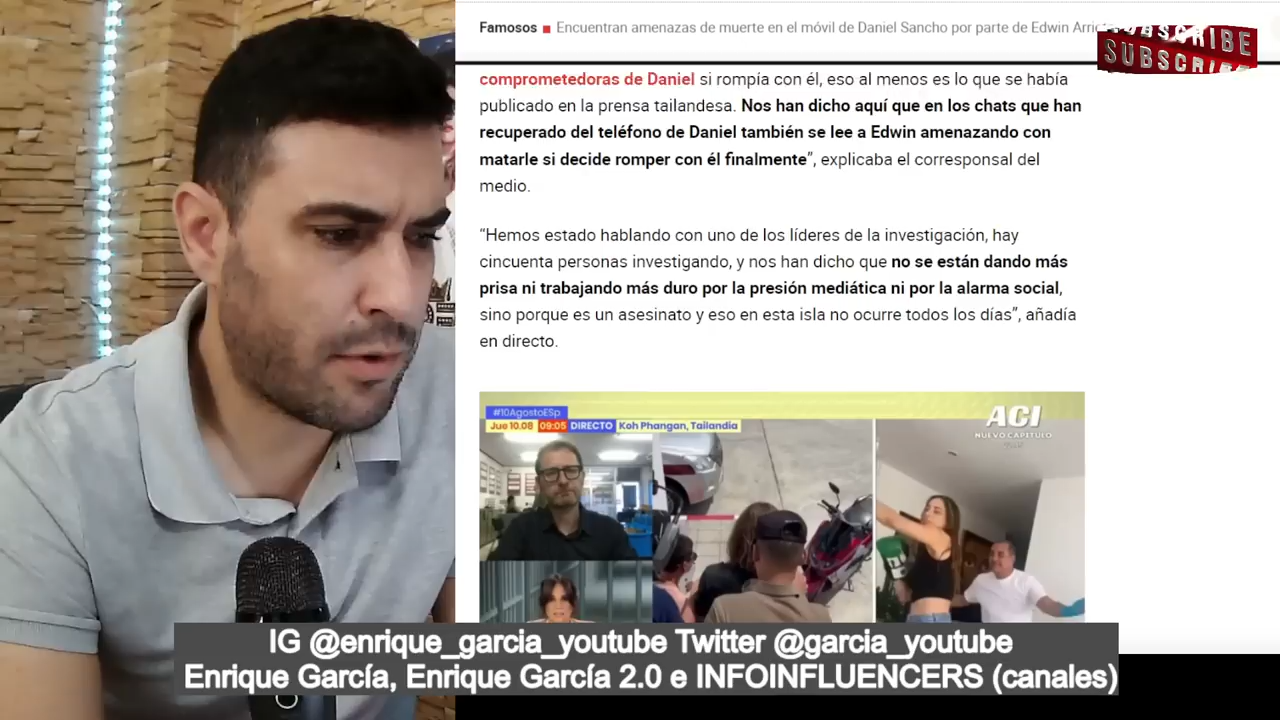 Famosos ■ Encuentran amenazas de muerte en el móvil de Daniel Sancho por parte de Edwin
SUBSCRIBE
SUBSCRIBE
comprometedoras de Daniel si rompía con él, eso al menos es lo que se había
publicado en la prensa tailandesa. Nos han dicho aquí que en los chats que han
recuperado del teléfono de Daniel también se lee a Edwin amenazando con
matarle si decide romper con él finalmente”, explicaba el corresponsal del
medio.
“Hemos estado hablando con uno de los líderes de la investigación, hay
cincuenta personas investigando, y nos han dicho que no se están dando más
prisa ni trabajando más duro por la presión mediática ni por la alarma social,
sino porque es un asesinato y eso en esta isla no ocurre todos los días”, añadía
en directo.
#10AgostoESp
Jue 10.08 09:05 DIRECTO Koh Phangan, Tailandia
ACI
NUEVO CAPITULO
IG @enrique_garcia_youtube Twitter @garcia_youtube
Enrique García, Enrique García 2.0 e INFOINFLUENCERS (canales)